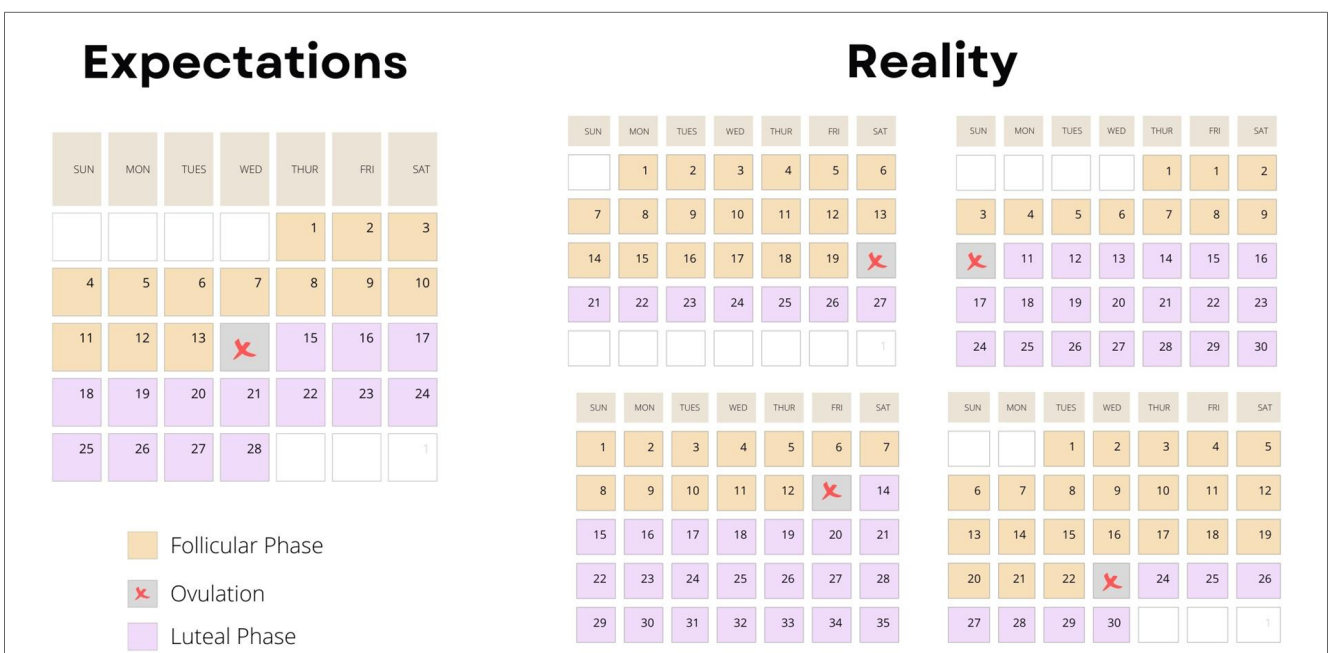 Expectations
SUN MON TUES WED THUR FRI SAT
1 2 3
4 5 6 7 8 9 10
11 12 13 15 16 17
18 19 20 21 22 23 24
25 26 27 28 1
Follicular Phase
Ovulation
Luteal Phase
Reality
SUN MON TUES WED THUR FRI SAT
1 2 3 4 5 6
7 8 9 10 11 12 13
14 15 16 17 18 19
21 22 23 24 25 26 27
1
SUN MON TUES WED THUR FRI SAT
1 1 2
3 4 5 6 7 8 9
11 12 13 14 15 16
17 18 19 20 21 22 23
24 25 26 27 28 29 30
SUN MON TUES WED THUR FRI SAT
1 2 3 4 5 6 7
8 9 10 11 12 14
15 16 17 18 19 20 21
22 23 24 25 26 27 28
29 30 31 32 33 34 35
SUN MON TUES WED THUR FRI SAT
1 2 3 4 5
6 7 8 9 10 11 12
13 14 15 16 17 18 19
20 21 22 24 25 26
27 28 29 30 1